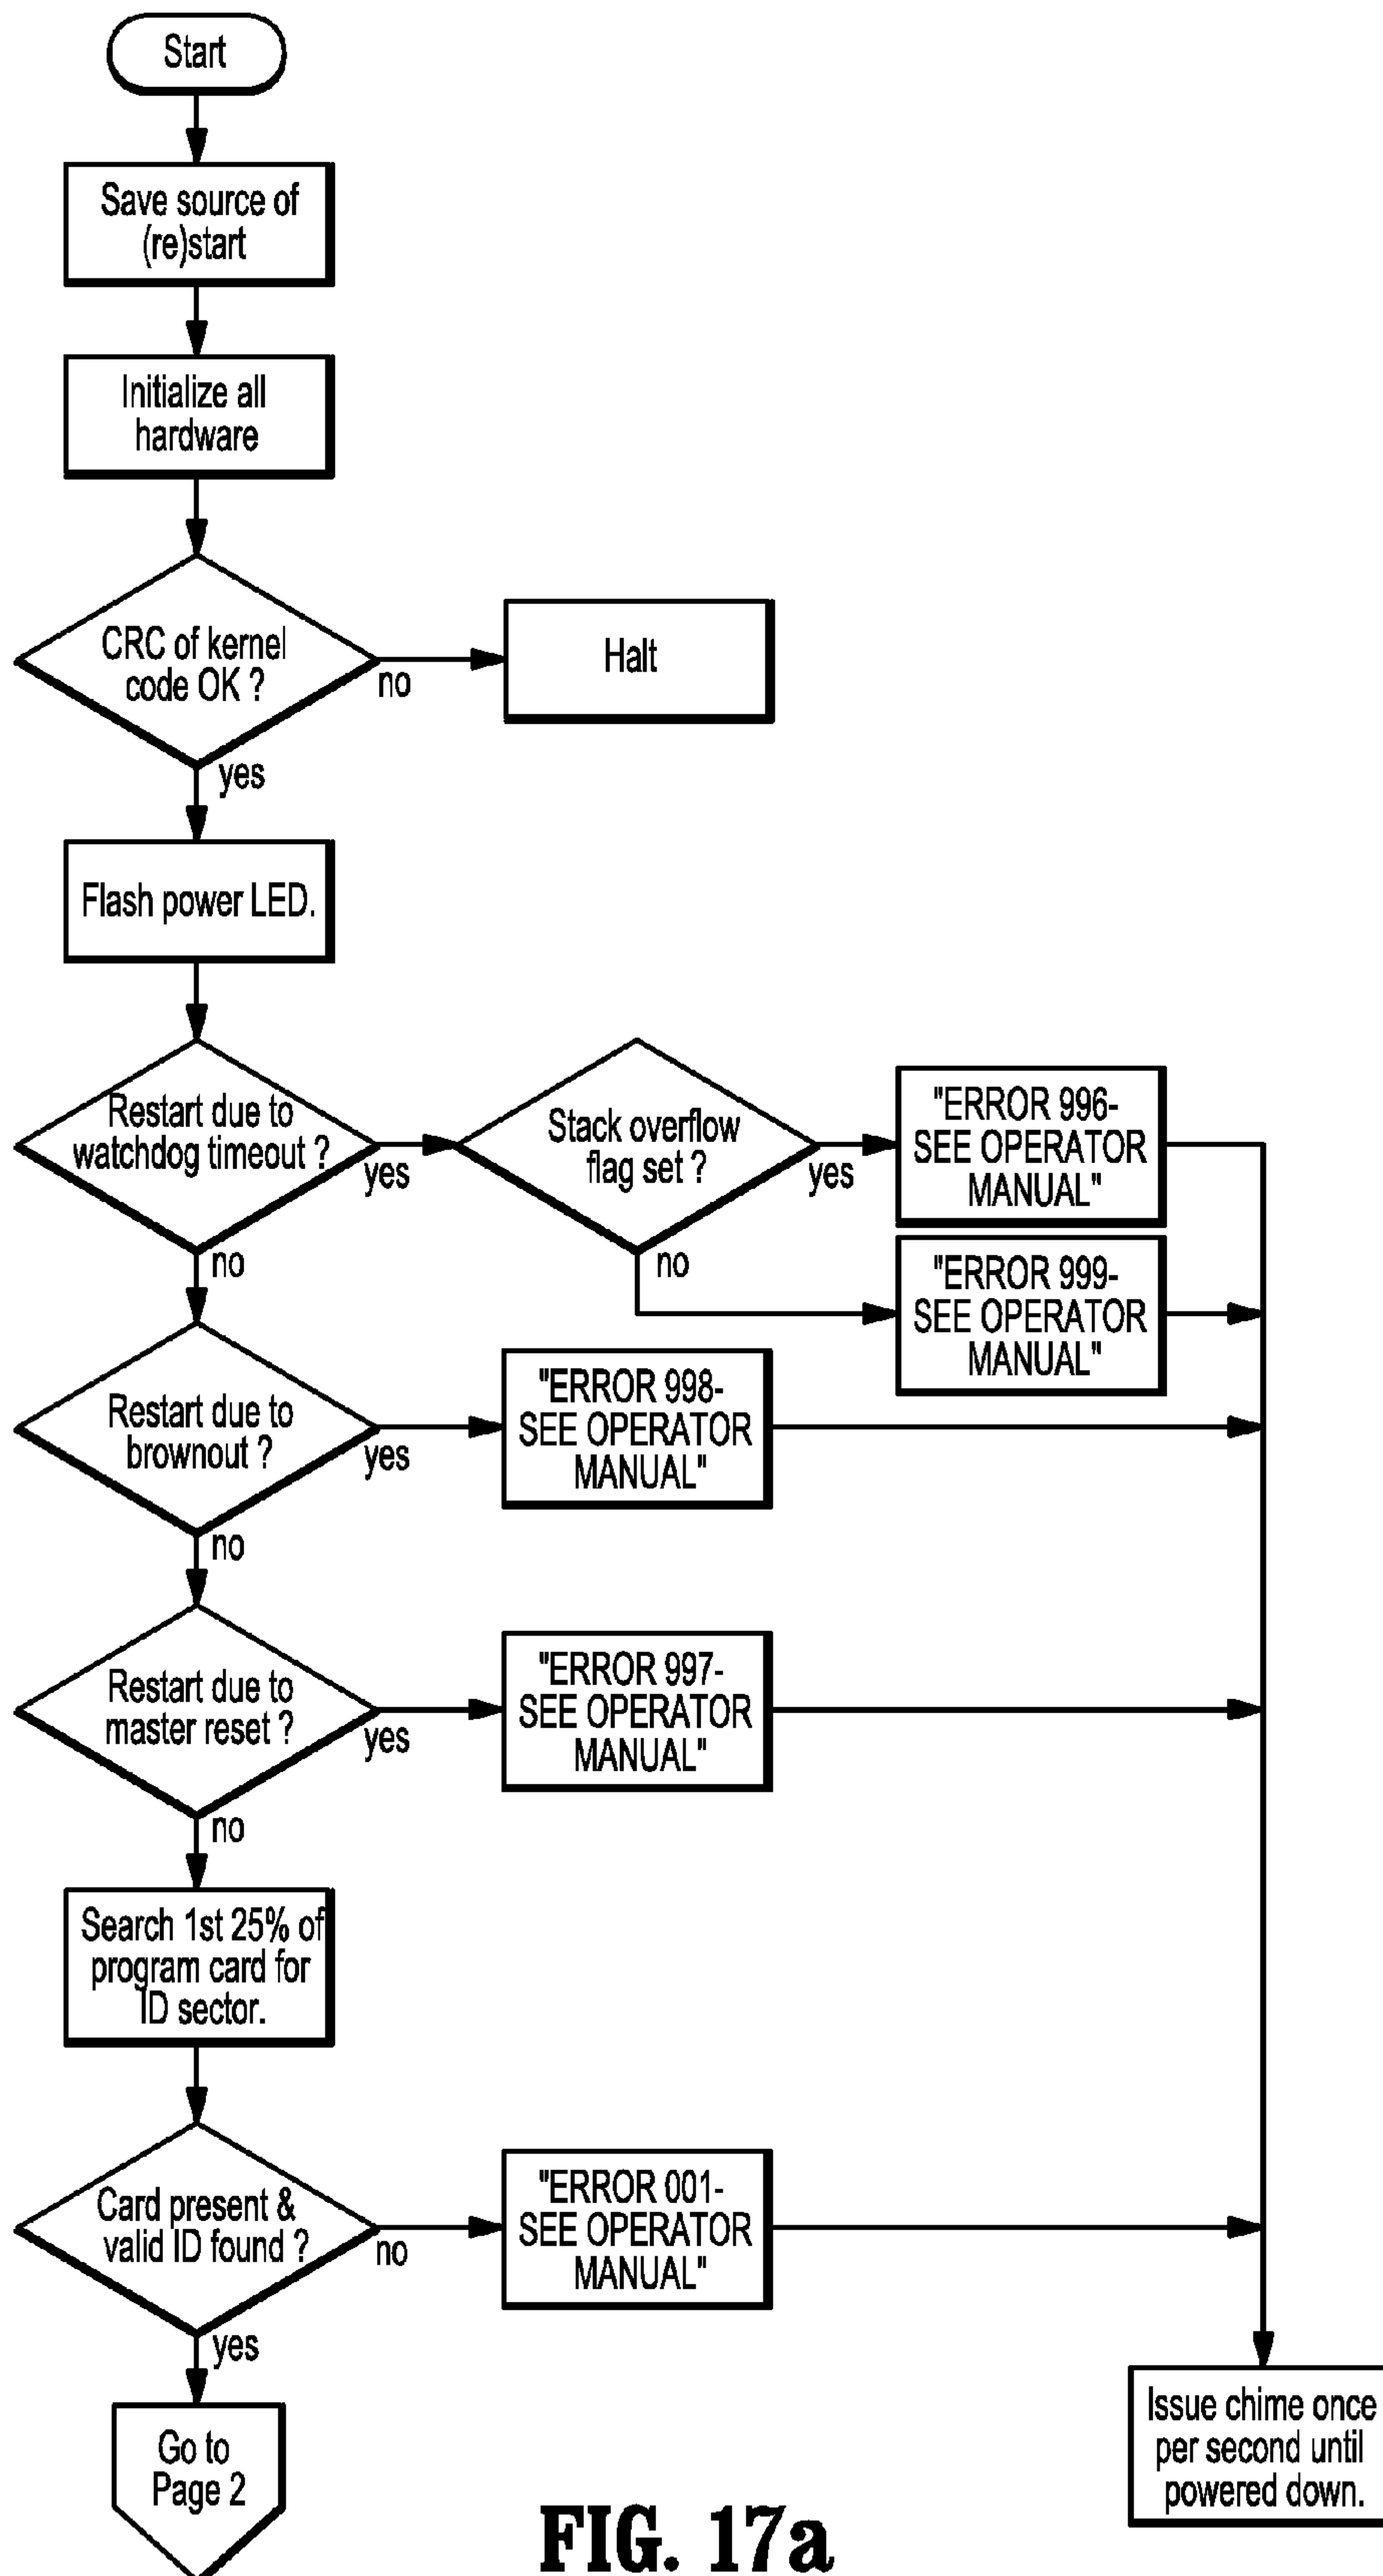 Start
Save source of
(re)start
Initialize all
hardware
CRC of kernel
code OK ?
no
Halt
yes
Flash power LED.
Restart due to
watchdog timeout ?
yes
Stack overflow
flag set ?
yes
"ERROR 996-
SEE OPERATOR
MANUAL"
no
no
"ERROR 999-
SEE OPERATOR
MANUAL"
Restart due to
brownout ?
yes
"ERROR 998-
SEE OPERATOR
MANUAL"
no
Restart due to
master reset ?
yes
"ERROR 997-
SEE OPERATOR
MANUAL"
no
Search 1st 25% of
program card for
ID sector.
Card present &
valid ID found ?
no
"ERROR 001-
SEE OPERATOR
MANUAL"
yes
Go to
Page 2
Issue chime once
per second until
powered down.
FIG. 17a